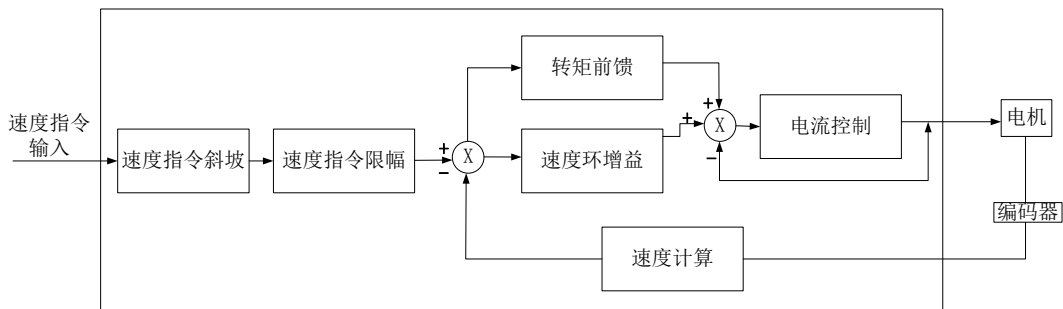 转矩前馈
速度指令
输入
速度指令斜坡
速度指令限幅
+
−
X
速度环增益
+
+
−
X
电流控制
电机
编码器
速度计算